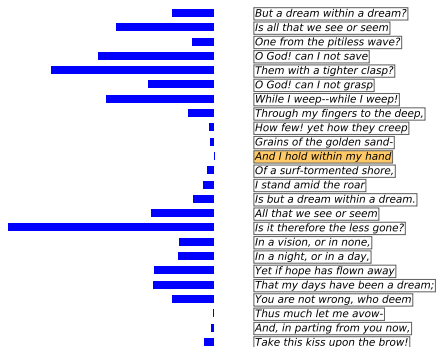 But a dream within a dream?
Is all that we see or seem
One from the pitiless wave?
O God! can I not save
Them with a tighter clasp?
O God! can I not grasp
While I weep--while I weep!
Through my fingers to the deep,
How few! yet how they creep
Grains of the golden sand-
And I hold within my hand
Of a surf-tormented shore,
I stand amid the roar
Is but a dream within a dream.
All that we see or seem
Is it therefore the less gone?
In a vision, or in none,
In a night, or in a day,
Yet if hope has flown away
That my days have been a dream;
You are not wrong, who deem
Thus much let me avow-
And, in parting from you now,
Take this kiss upon the brow!